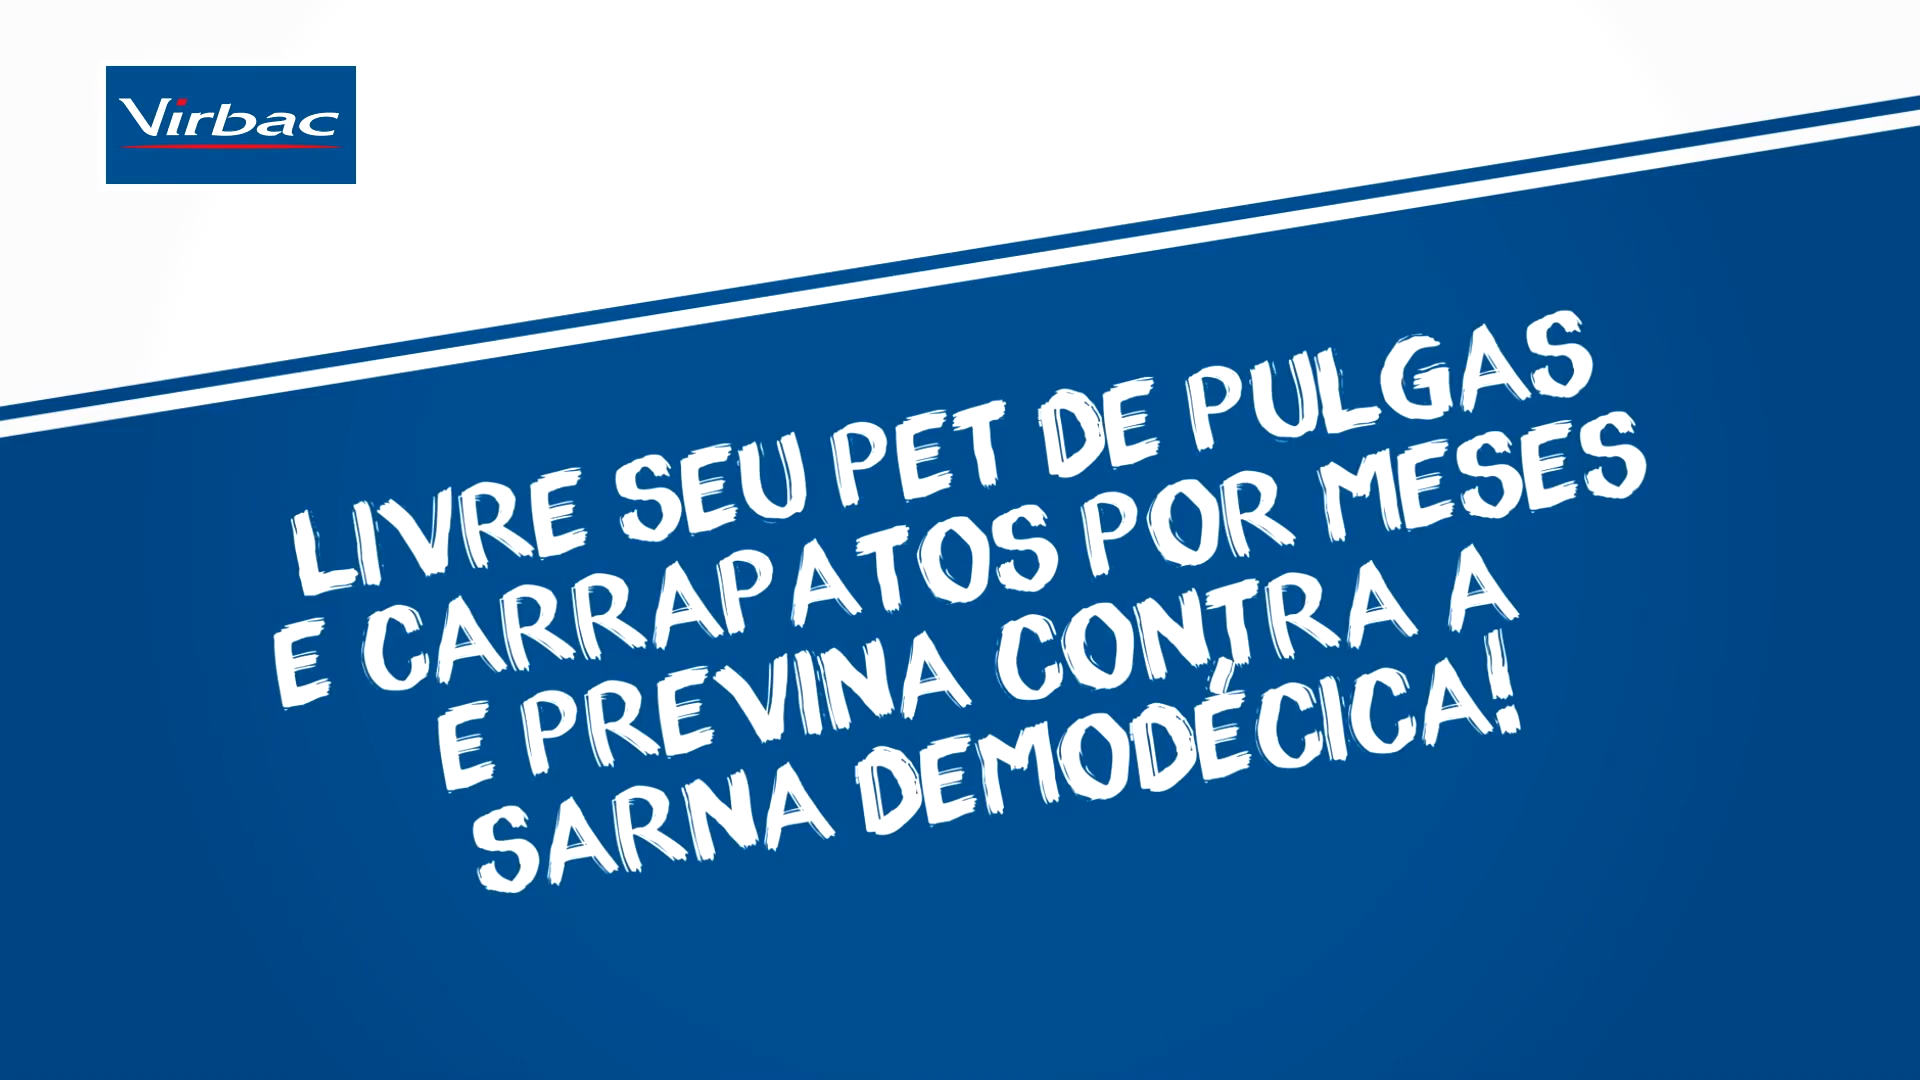 Virbac
LIVRE SEU PET DE PULGAS
E CARRAPATOS POR MESES
E PREVINA CONTRA A
SARNA DEMODÉCICA!